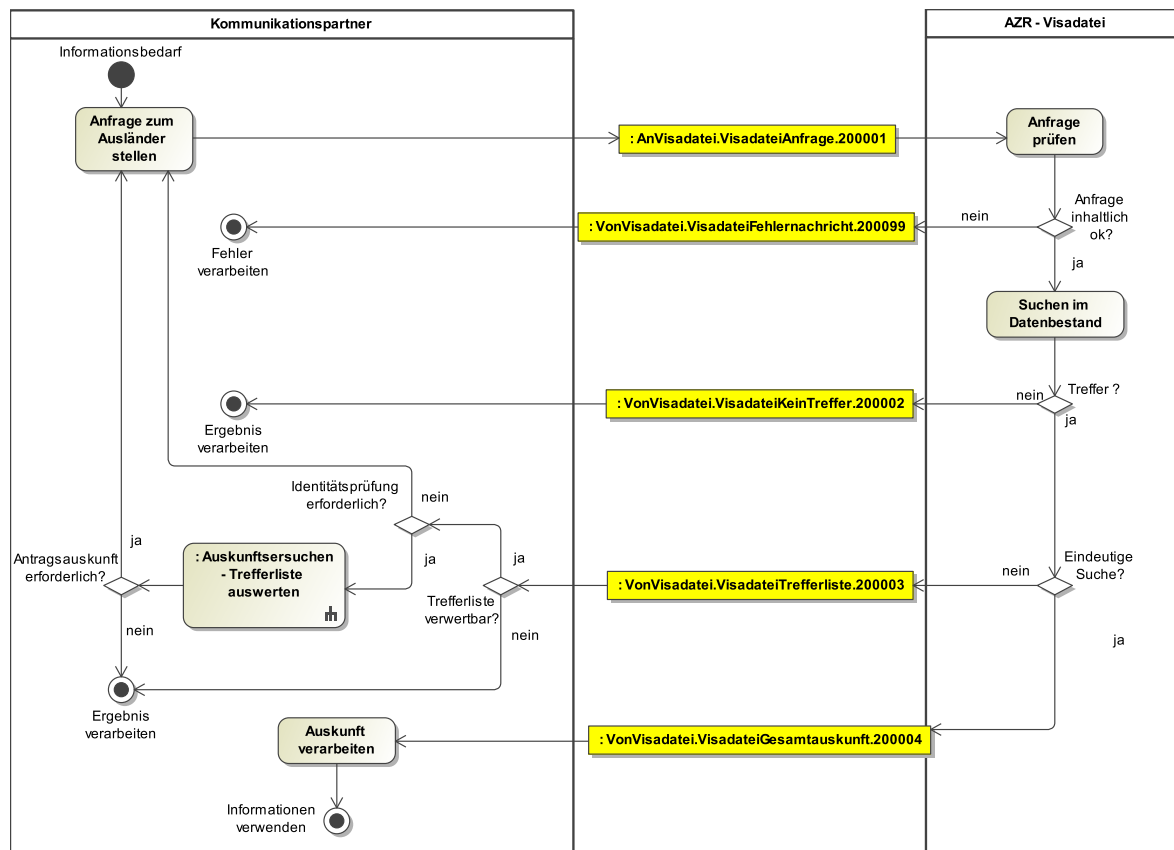 Kommunikationspartner
AZR - Visadatei
Informationsbedarf
Anfrage zum
Ausländer
stellen
: AnVisadatei.VisadateiAnfrage.200001
Anfrage
prüfen
Anfrage
inhaltlich
ok?
nein
: VonVisadatei.VisadateiFehlernachricht.200099
Fehler
verarbeiten
ja
Suchen im
Datenbestand
Treffer ?
nein
ja
: VonVisadatei.VisadateiKeinTreffer.200002
Ergebnis
verarbeiten
Identitätsprüfung
erforderlich?
nein
ja
Eindeutige
Suche?
nein
ja
: VonVisadatei.VisadateiTrefferliste.200003
ja
Trefferliste
verwertbar?
nein
: Auskunftsersuchen
- Trefferliste
auswerten
ja
Antragsauskunft
erforderlich?
nein
Ergebnis
verarbeiten
: VonVisadatei.VisadateiGesamtauskunft.200004
Auskunft
verarbeiten
Informationen
verwenden